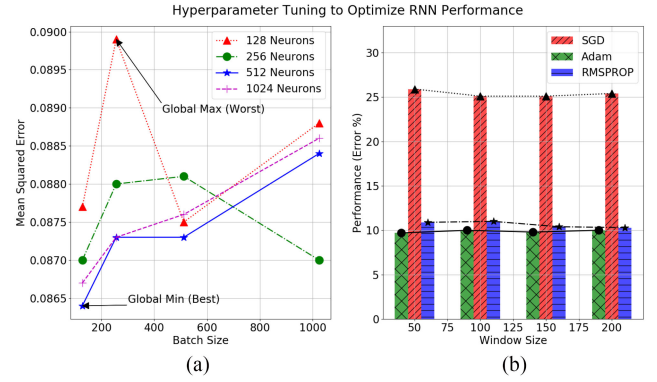 Hyperparameter Tuning to Optimize RNN Performance
0.0900
0.0895
0.0890
0.0885
0.0880
0.0875
0.0870
0.0865
Mean Squared Error
128 Neurons
256 Neurons
512 Neurons
1024 Neurons
Global Max (Worst)
Global Min (Best)
200 400 600 800 1000
Batch Size
(a)
30
25
20
15
10
5
0
Performance (Error %)
SGD
Adam
RMSPROP
50 75 100 125 150 175 200
Window Size
(b)